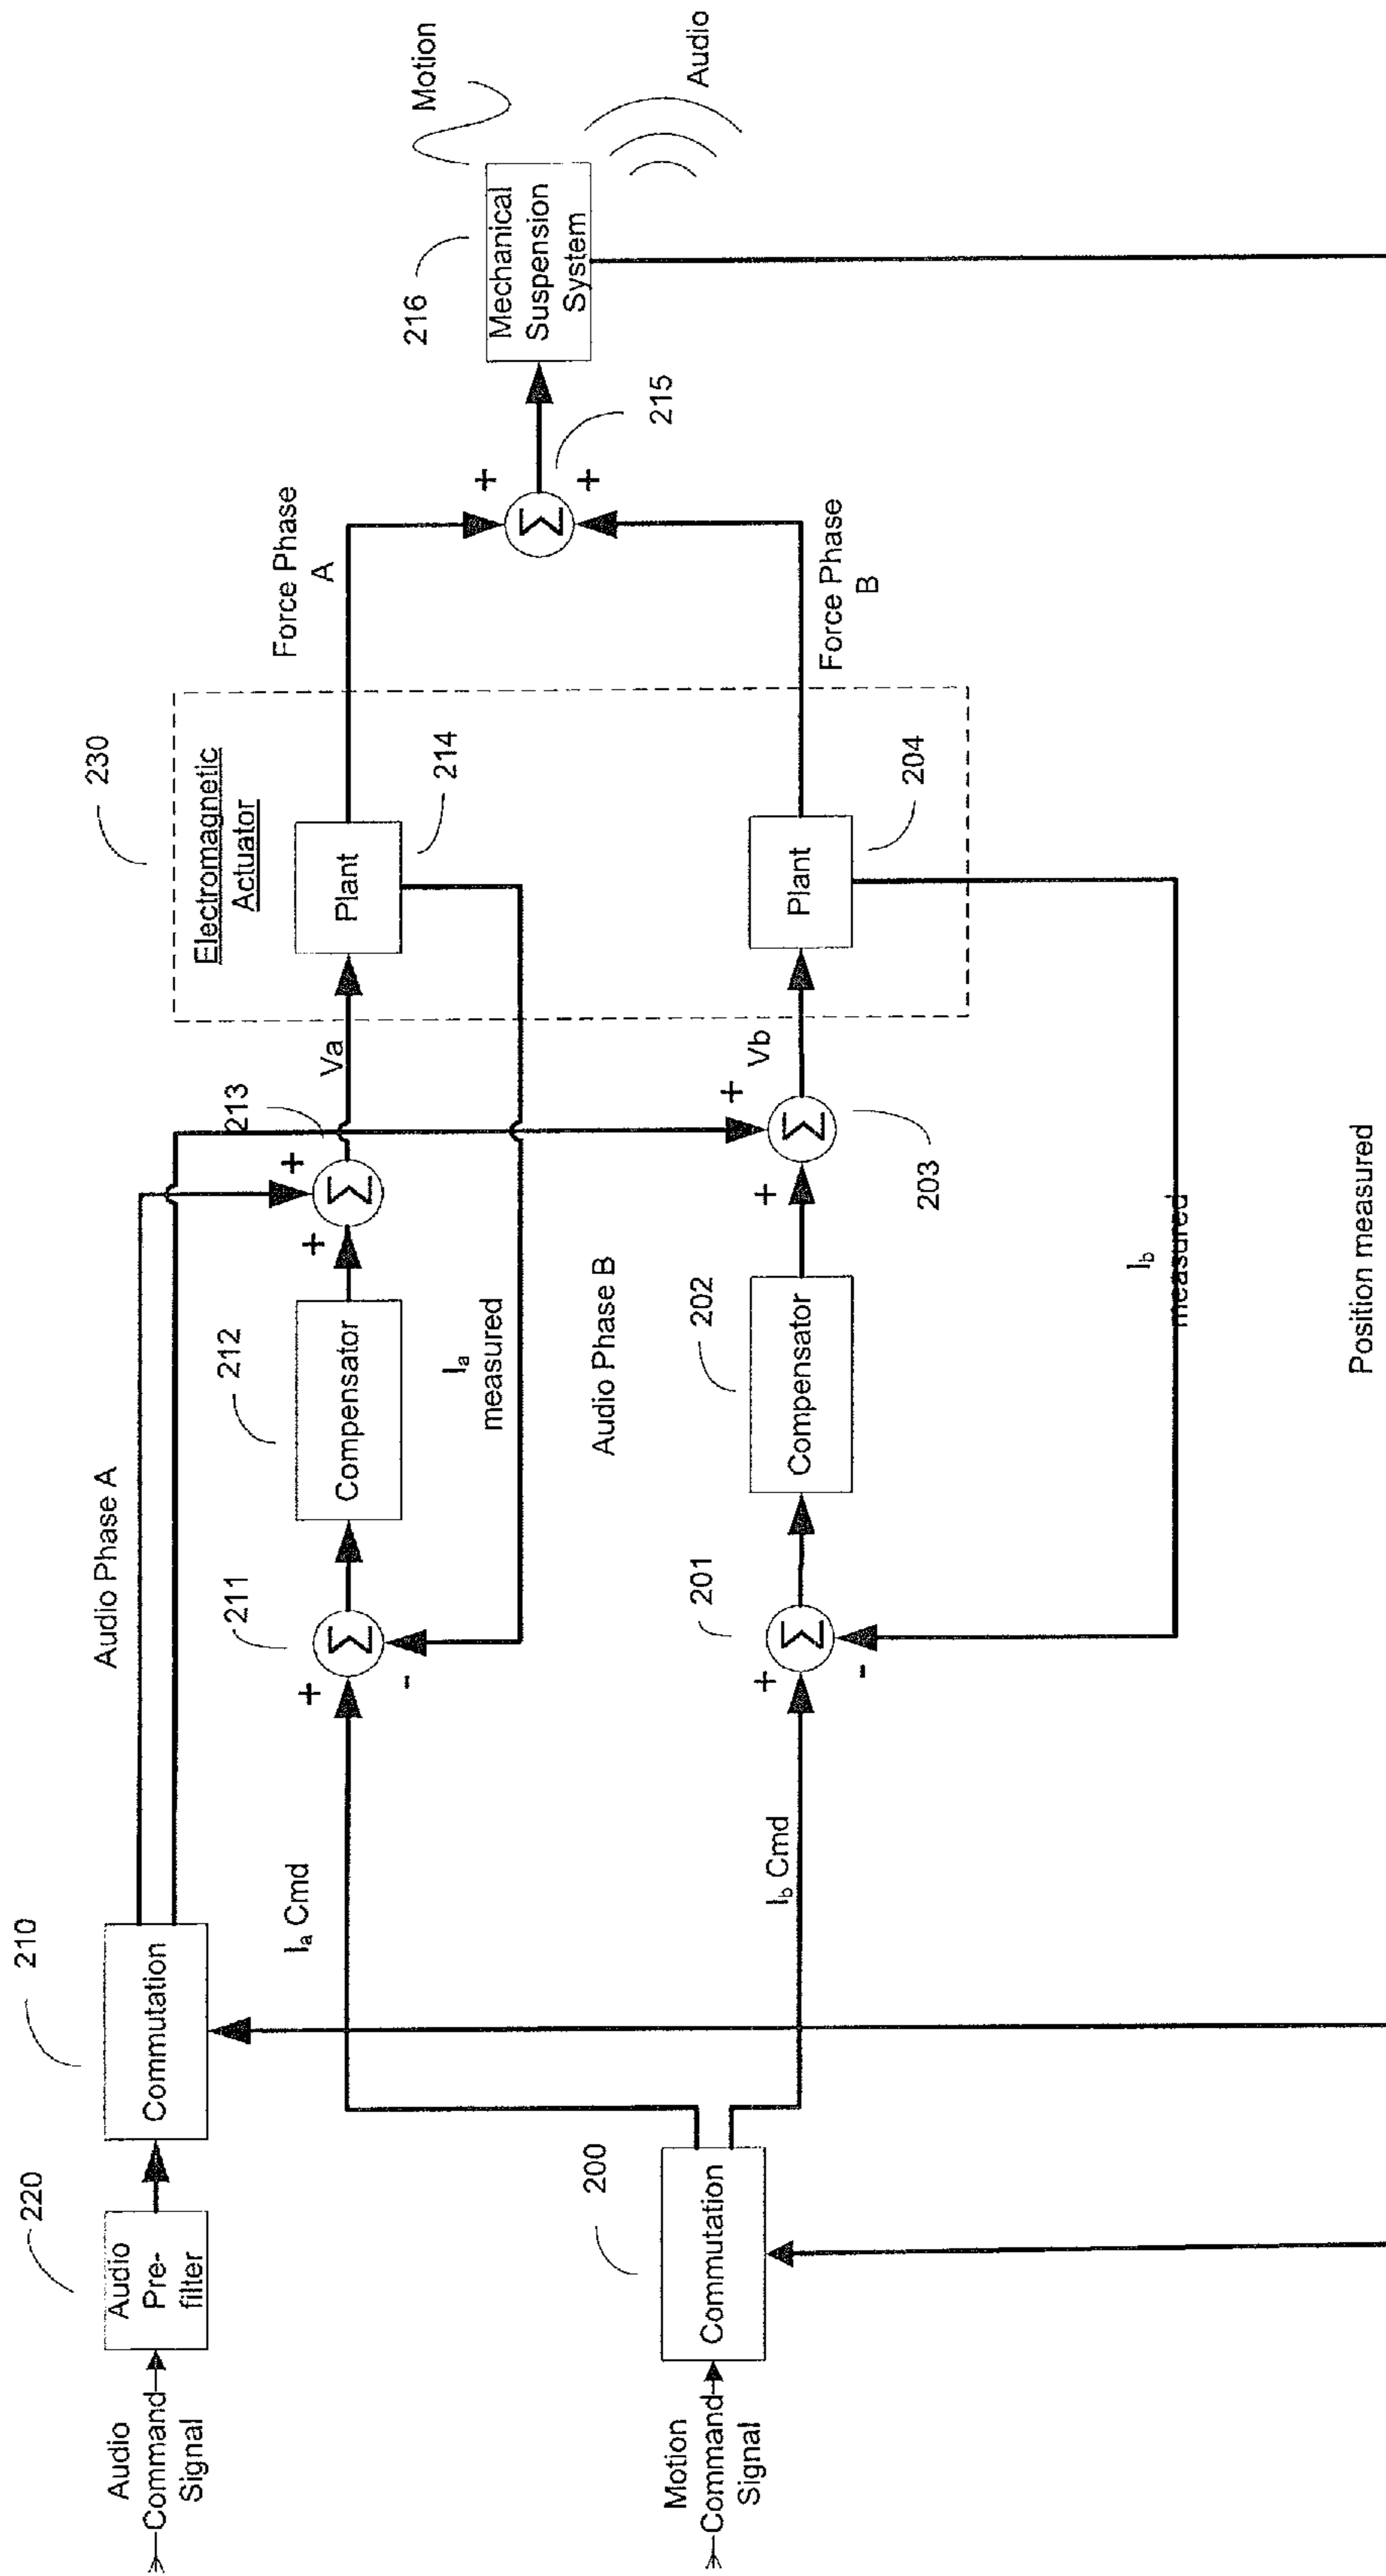 Audio
Command
Signal
220
Audio
Pre-
filter
210
Commutation
Audio Phase A
Motion
Command
Signal
200
Commutation
Iₐ Cmd
I_b Cmd
211
Σ
+
-
212
Compensator
Iₐ
measured
Audio Phase B
213
Σ
+
+
Va
201
Σ
+
-
202
Compensator
I_b
measured
203
Σ
+
+
Vb
230
Electromagnetic
Actuator
Plant
214
Plant
204
Force Phase
A
Force Phase
B
Σ
+
+
215
216
Mechanical
Suspension
System
Motion
Audio
Position measured